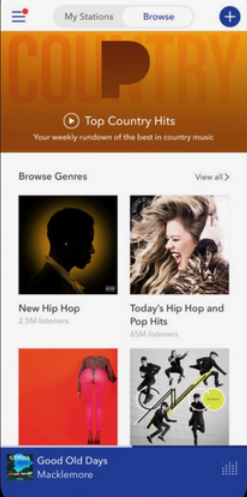 My Stations
Browse
COUNTRY
Top Country Hits
Your weekly rundown of the best in country music
Browse Genres
View all
New Hip Hop
2.5M listeners
Today's Hip Hop and
Pop Hits
65M listeners
Good Old Days
Macklemore